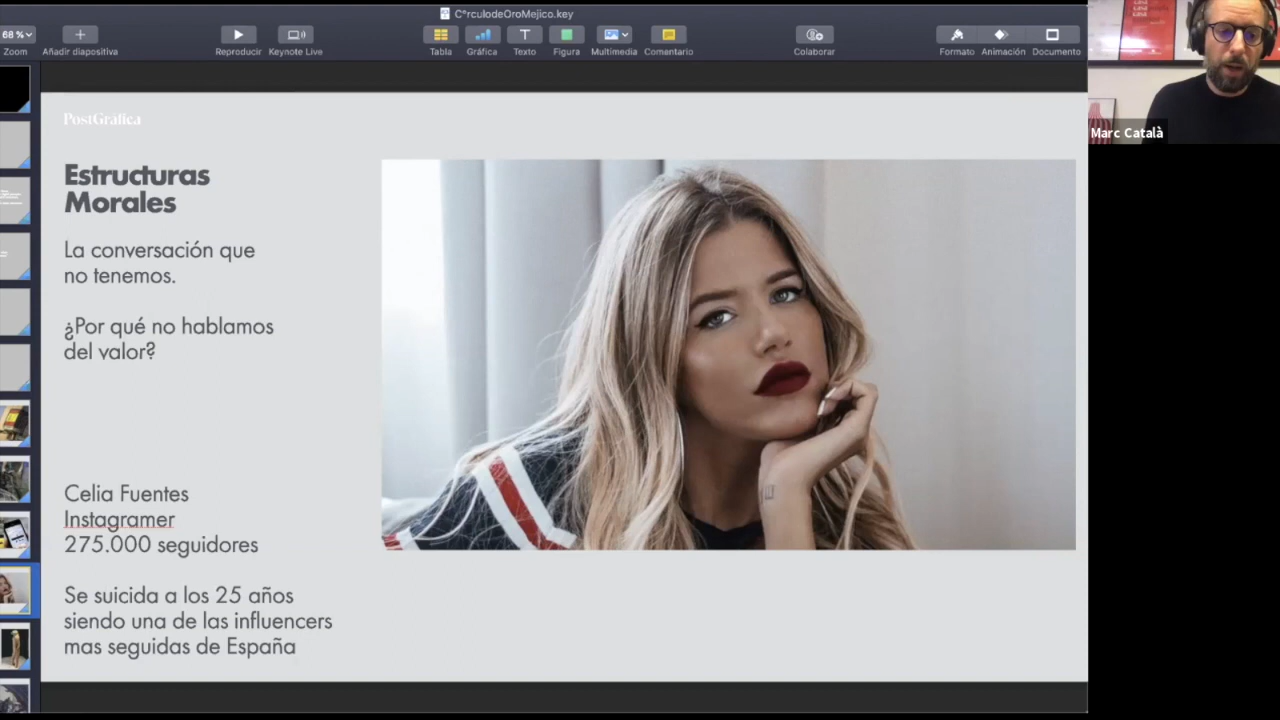 C°rculodeOroMejico.key
68 %
Zoom
Añadir diapositiva
Reproducir
Keynote Live
Tabla
Gráfica
Texto
Figura
Multimedia
Comentario
Colaborar
Formato
Animación
Documento
Marc Català
PostGráfica
Estructuras
Morales
La conversación que
no tenemos.
¿Por qué no hablamos
del valor?
Celia Fuentes
Instagramer
275.000 seguidores
Se suicida a los 25 años
siendo una de las influencers
mas seguidas de España